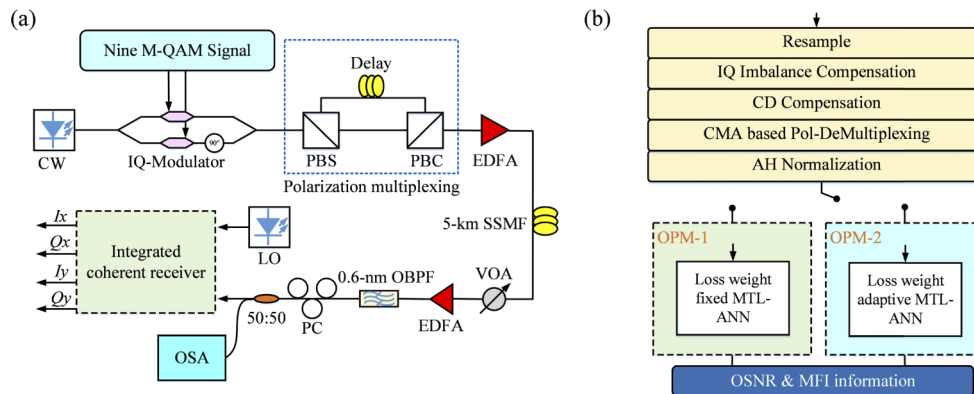 (a)
Nine M-QAM Signal
CW
90°
IQ-Modulator
Delay
PBS
PBC
Polarization multiplexing
EDFA
5-km SSMF
VOA
EDFA
0.6-nm OBPF
PC
50:50
OSA
LO
Integrated
coherent receiver
Ix
Qx
Iy
Qy
(b)
Resample
IQ Imbalance Compensation
CD Compensation
CMA based Pol-DeMultiplexing
AH Normalization
OPM-1
Loss weight
fixed MTL-
ANN
OPM-2
Loss weight
adaptive MTL-
ANN
OSNR & MFI information